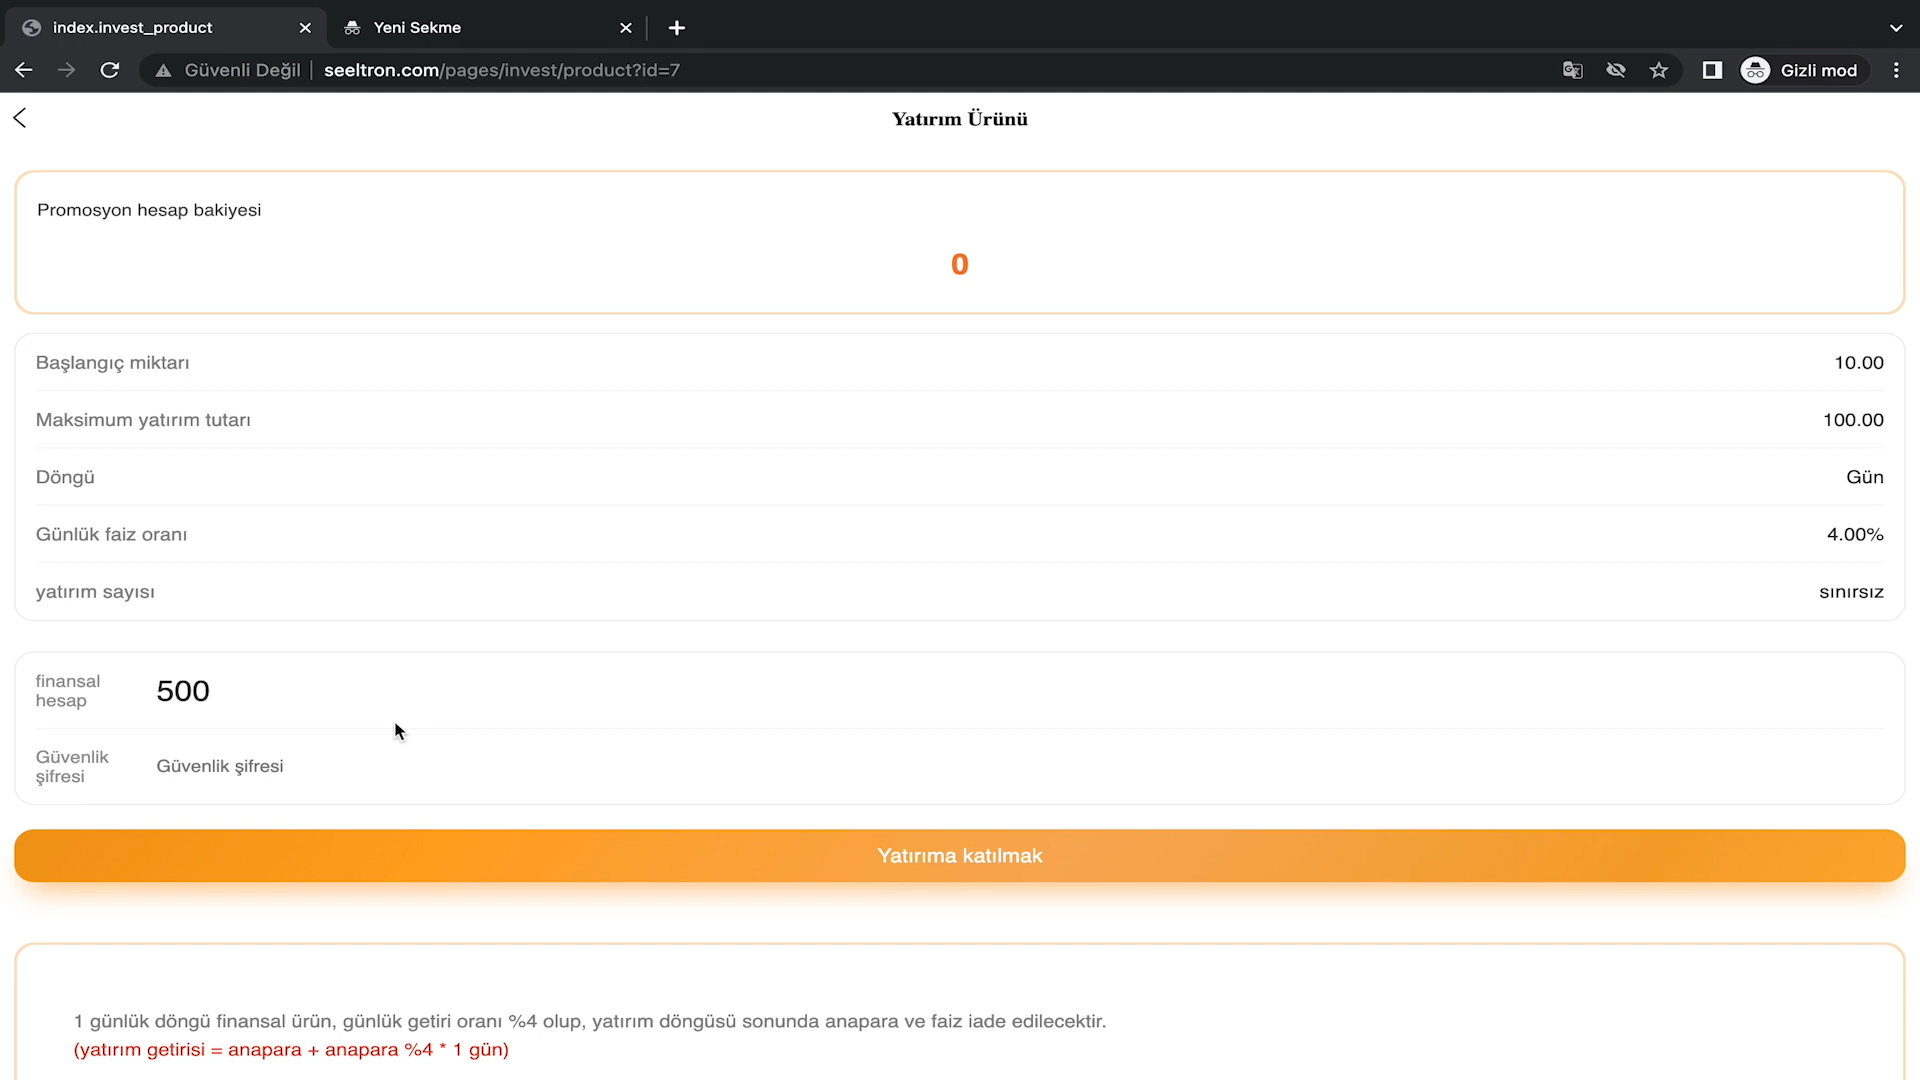 index.invest_product
Yeni Sekme
Güvenli Değil
seeltron.com/pages/invest/product?id=7
Gizli mod
Yatırım Ürünü
Promosyon hesap bakiyesi
0
Başlangıç miktarı 10.00
Maksimum yatırım tutarı 100.00
Döngü Gün
Günlük faiz oranı 4.00%
yatırım sayısı sınırsız
finansal
hesap
500
Güvenlik
şifresi
Güvenlik şifresi
Yatırıma katılmak
1 günlük döngü finansal ürün, günlük getiri oranı %4 olup, yatırım döngüsü sonunda anapara ve faiz iade edilecektir.
(yatırım getirisi = anapara + anapara %4 * 1 gün)